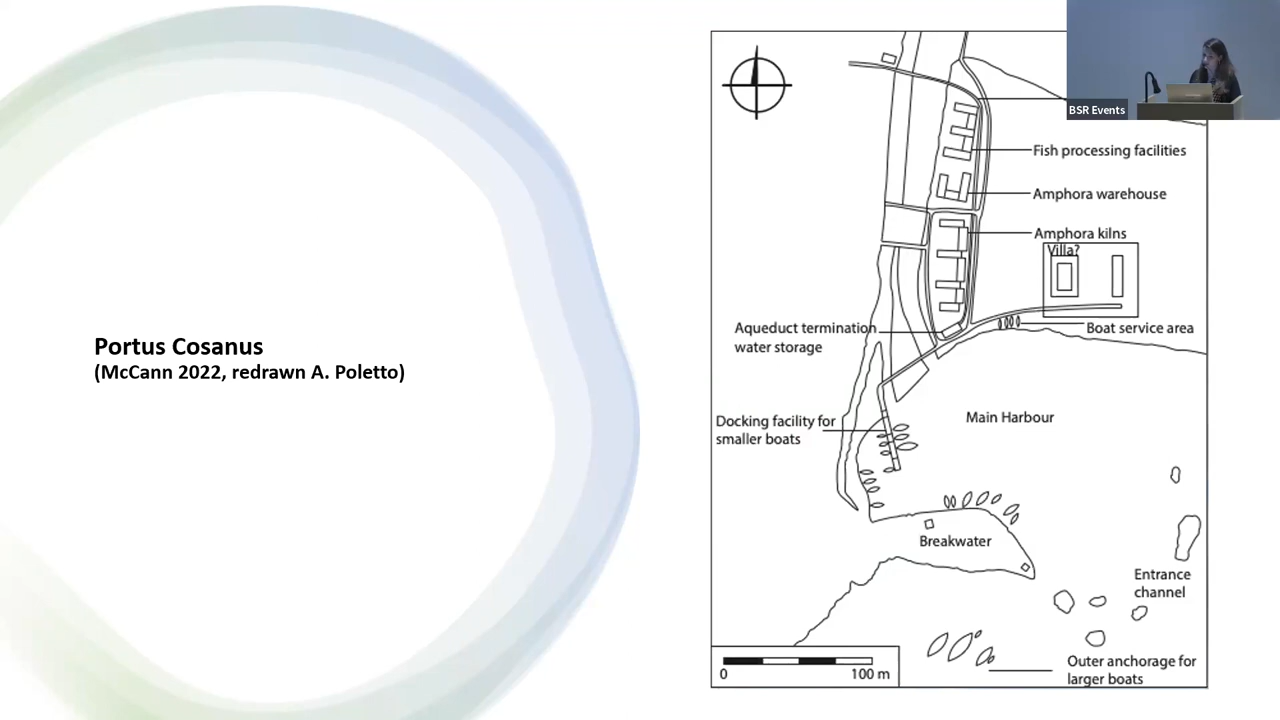 Portus Cosanus
(McCann 2022, redrawn A. Poletto)
BSR Events
Fish processing facilities
Amphora warehouse
Amphora kilns
Villa?
Aqueduct termination
water storage
Boat service area
Docking facility for
smaller boats
Main Harbour
Breakwater
Entrance
channel
Outer anchorage for
larger boats
0
100 m